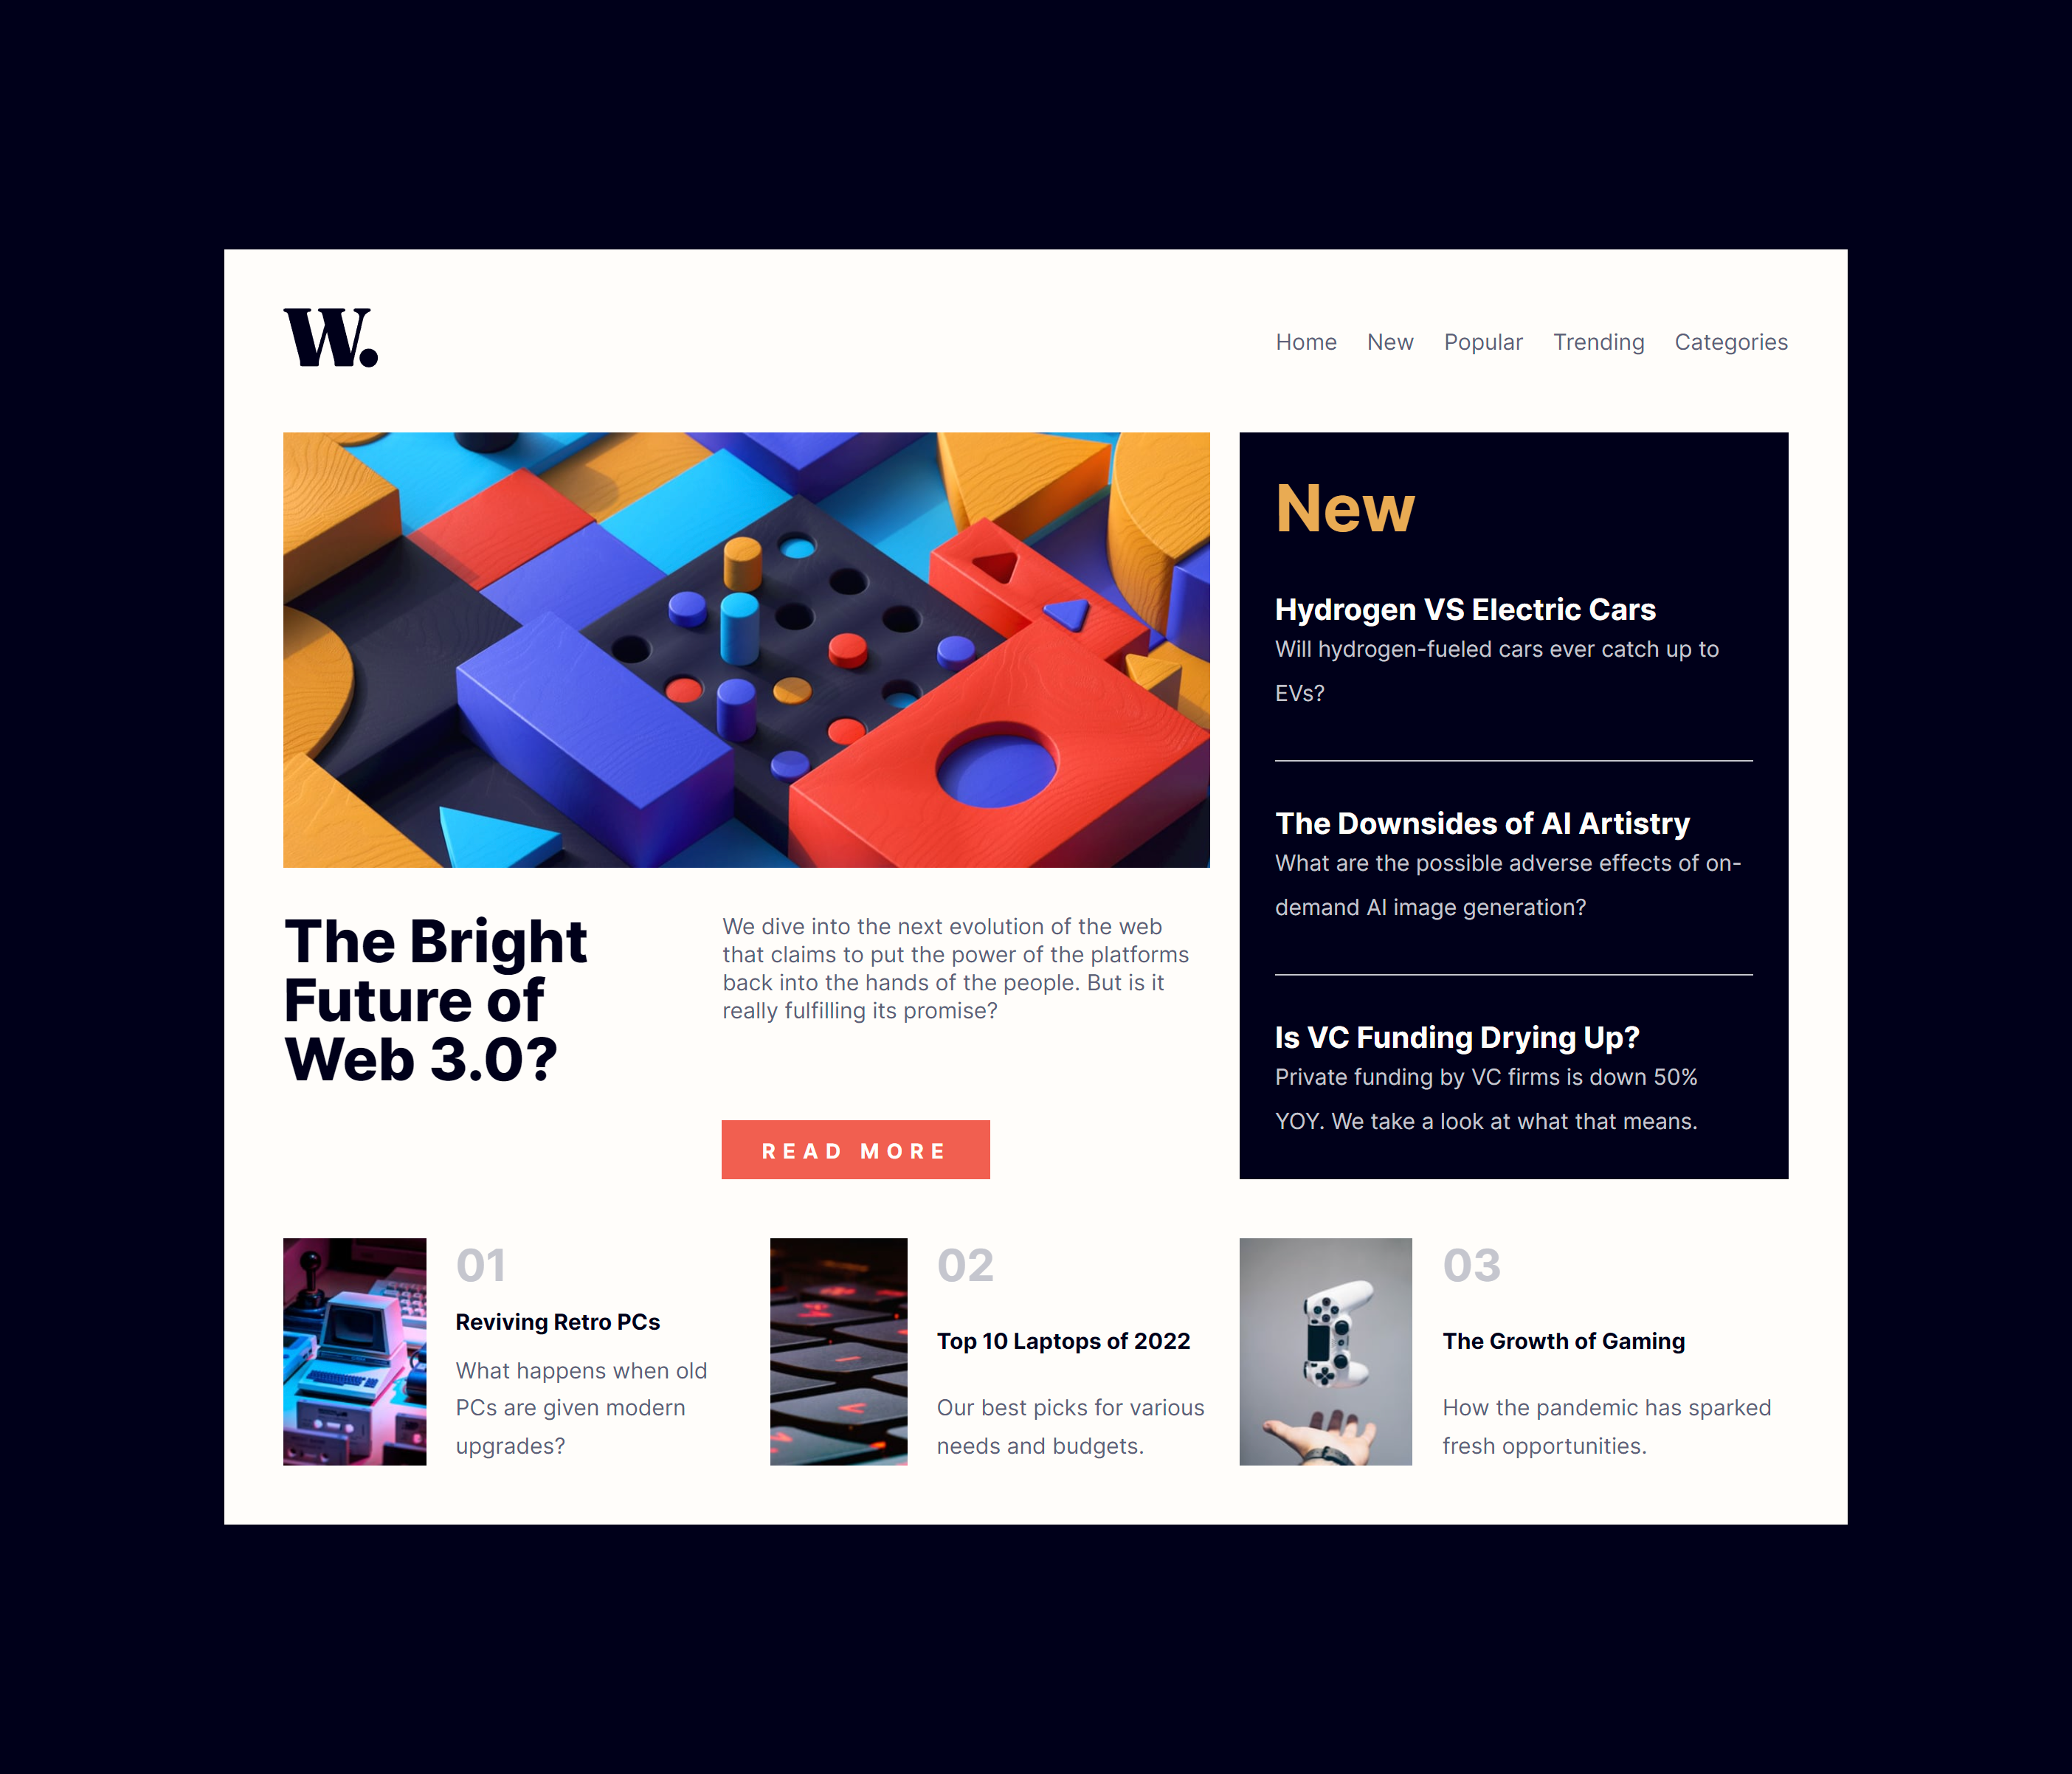 W.
Home New Popular Trending Categories
New
Hydrogen VS Electric Cars
Will hydrogen-fueled cars ever catch up to
EVs?
The Downsides of AI Artistry
What are the possible adverse effects of on-
demand AI image generation?
Is VC Funding Drying Up?
Private funding by VC firms is down 50%
YOY. We take a look at what that means.
The Bright
Future of
Web 3.0?
We dive into the next evolution of the web
that claims to put the power of the platforms
back into the hands of the people. But is it
really fulfilling its promise?
READ MORE
01
Reviving Retro PCs
What happens when old
PCs are given modern
upgrades?
02
Top 10 Laptops of 2022
Our best picks for various
needs and budgets.
03
The Growth of Gaming
How the pandemic has sparked
fresh opportunities.